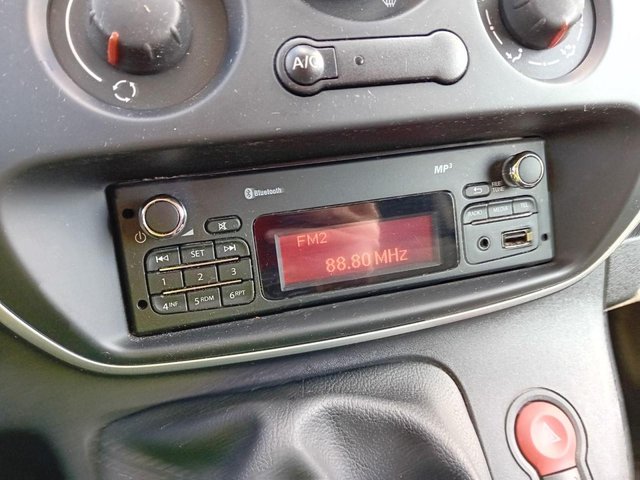 A/C
Bluetooth
MP3
FM2
88.80 MHz
RADIO MEDIA TEL
SET
1 2 3
4 INF 5 RDM 6 RPT